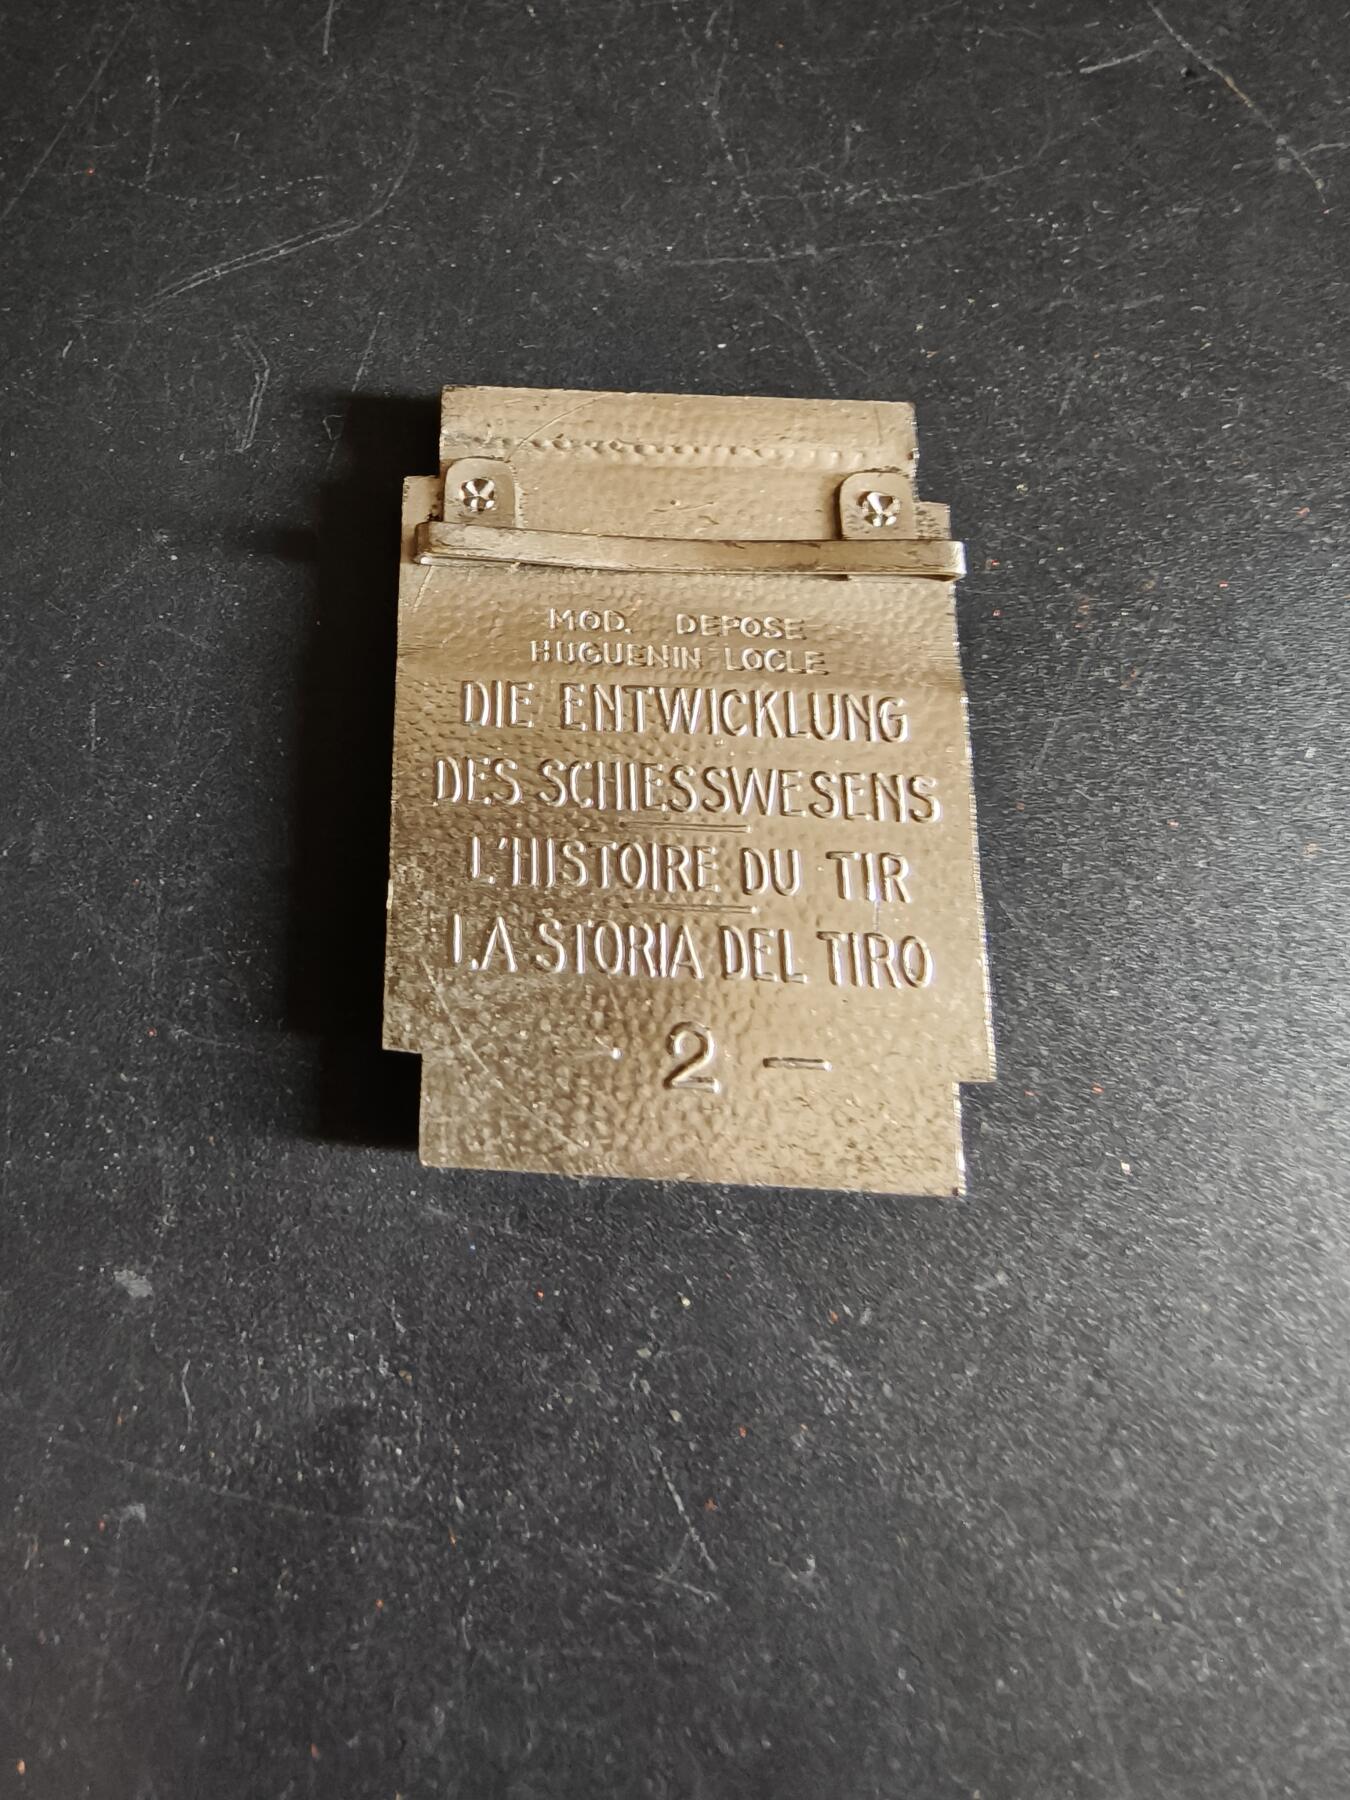 MOD. DEPOSE
HUGUENIN LOCLE
DIE ENTWICKLUNG
DES SCHIESSWESENS
L'HISTOIRE DU TIR
LA STORIA DEL TIRO
- 2 -